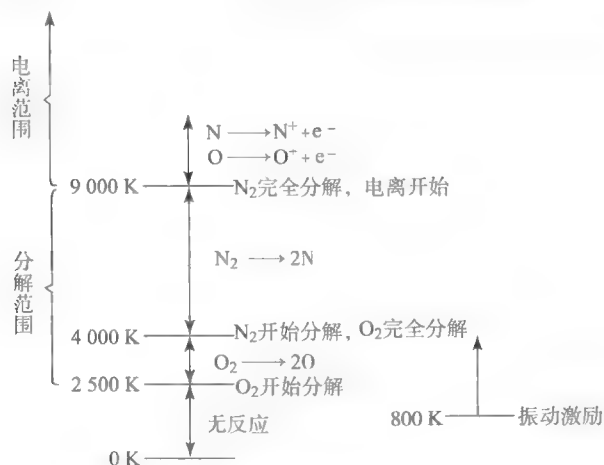 电离范围
N ⟶ N⁺ + e⁻
O ⟶ O⁺ + e⁻
9 000 K
N₂完全分解，电离开始
分解范围
N₂ ⟶ 2N
4 000 K
N₂开始分解，O₂完全分解
O₂ ⟶ 2O
2 500 K
O₂开始分解
无反应
800 K
振动激励
0 K